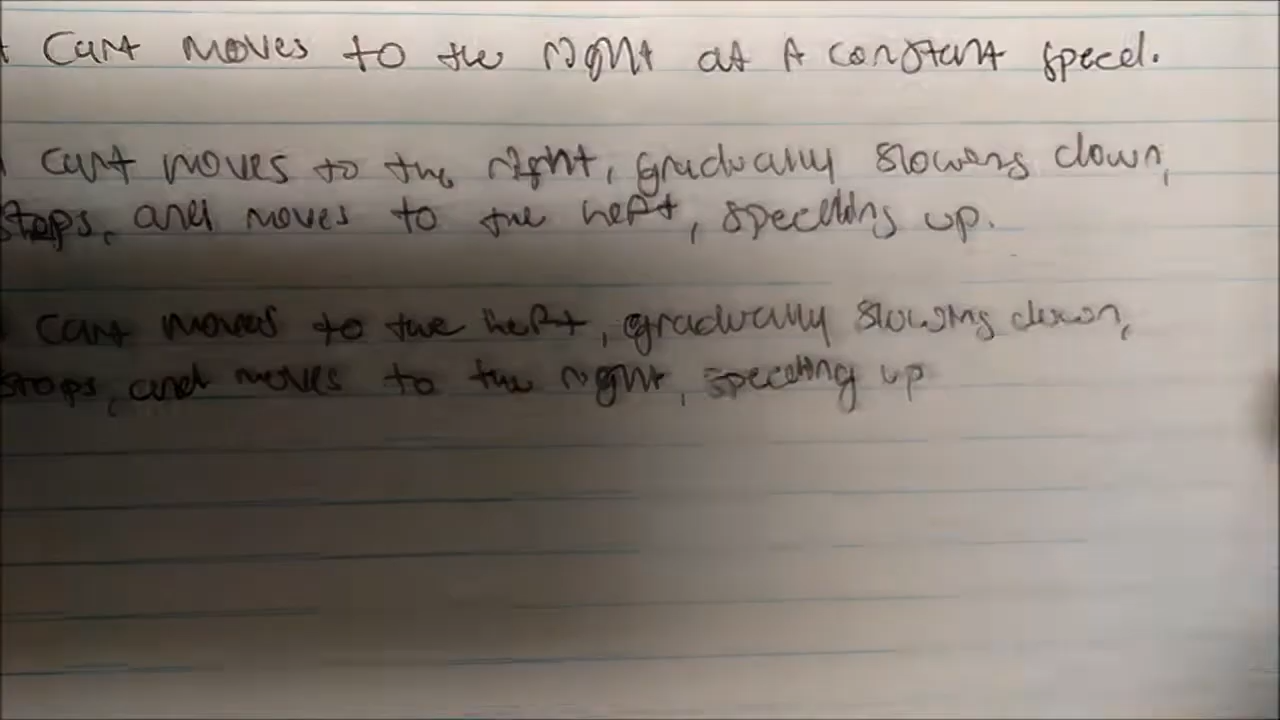 Cart moves to the right at A constant speed.
Cart moves to the right, gradually slowers down,
stops, and moves to the left, speeding up.
Cart moves to the left, gradually slowing down,
stops, and moves to the right, speeding up